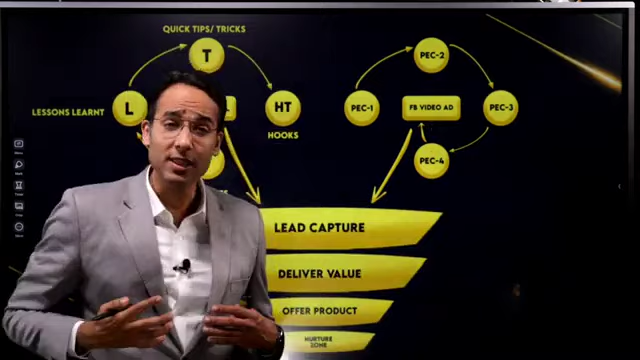 QUICK TIPS/ TRICKS
T
LESSONS LEARNT
L
HT
HOOKS
PEC-2
PEC-1
FB VIDEO AD
PEC-3
PEC-4
LEAD CAPTURE
DELIVER VALUE
OFFER PRODUCT
NURTURE
ZONE